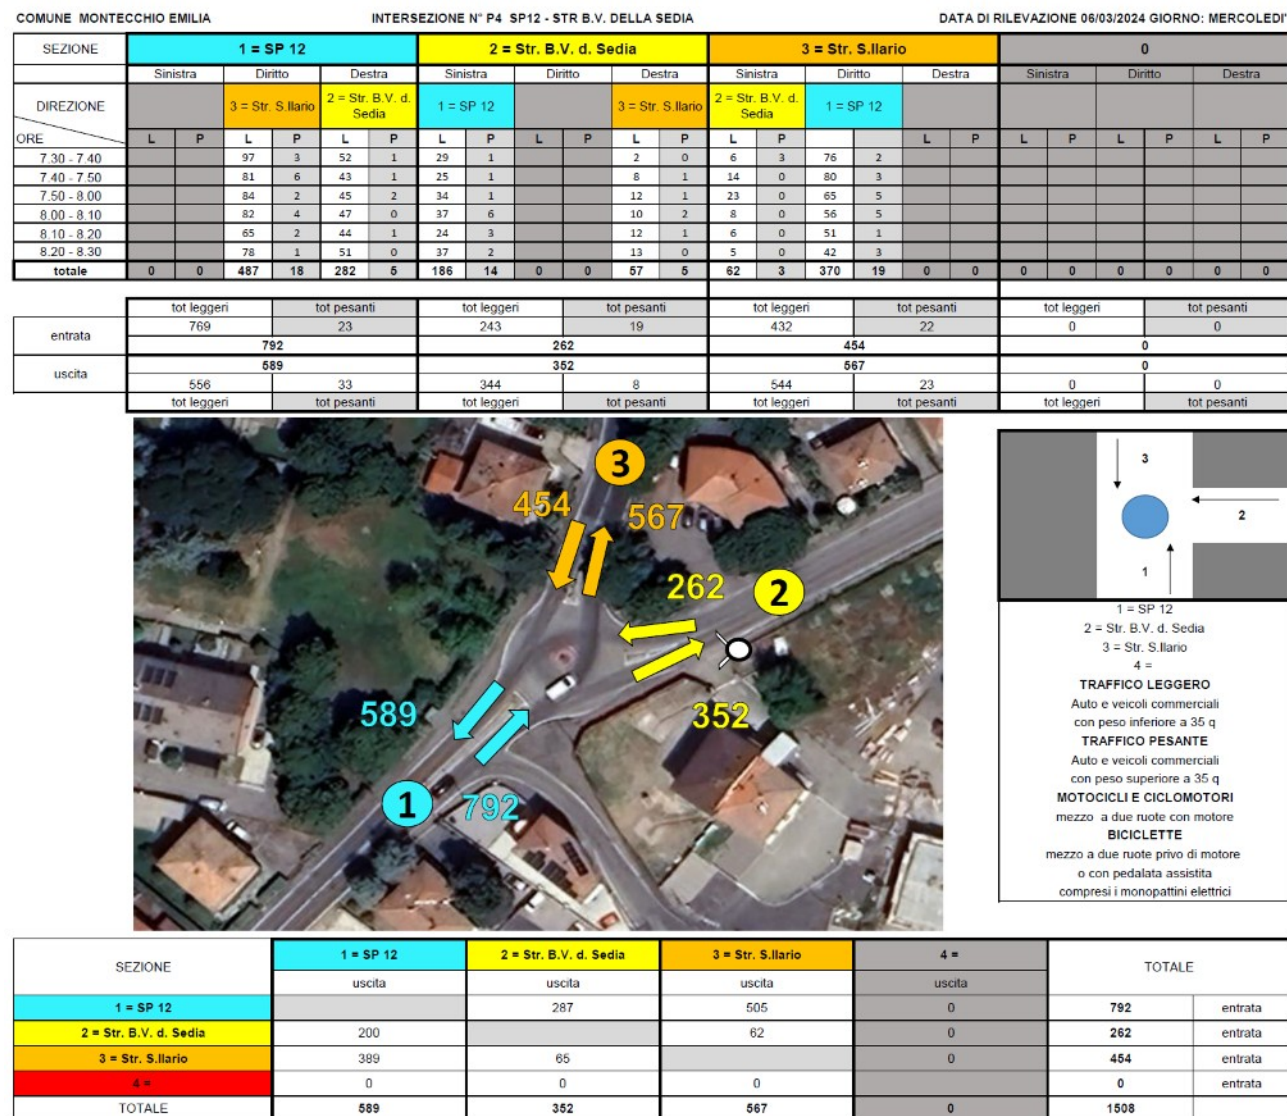 COMUNE MONTECCHIO EMILIA INTERSEZIONE N° P4 SP12 - STR B.V. DELLA SEDIA DATA DI RILEVAZIONE 06/03/2024 GIORNO: MERCOLEDI'
SEZIONE 1 = SP 12 2 = Str. B.V. d. Sedia 3 = Str. S.Ilario 0
Sinistra Diritto Destra Sinistra Diritto Destra Sinistra Diritto Destra Sinistra Diritto Destra
DIREZIONE 3 = Str. S.Ilario 2 = Str. B.V. d. Sedia 1 = SP 12 3 = Str. S.Ilario 2 = Str. B.V. d. Sedia 1 = SP 12
ORE L P L P L P L P L P L P L P L P L P L P L P
7.30 - 7.40 97 3 52 1 29 1 2 0 6 3 76 2
7.40 - 7.50 81 6 43 1 25 1 8 1 14 0 80 3
7.50 - 8.00 84 2 45 2 34 1 12 1 23 0 65 5
8.00 - 8.10 82 4 47 0 37 6 10 2 8 0 56 5
8.10 - 8.20 65 2 44 1 24 3 12 1 6 0 51 1
8.20 - 8.30 78 1 51 0 37 2 13 0 5 0 42 3
totale 0 0 487 18 282 5 186 14 0 0 57 5 62 3 370 19 0 0 0 0 0 0 0 0
tot leggeri tot pesanti tot leggeri tot pesanti tot leggeri tot pesanti tot leggeri tot pesanti
entrata 769 23 243 19 432 22 0 0
792 262 454 0
uscita 589 352 567 0
556 33 344 8 544 23 0 0
tot leggeri tot pesanti tot leggeri tot pesanti tot leggeri tot pesanti tot leggeri tot pesanti
3
454 567
262 2
589 352
1 792
3
2
1
1 = SP 12
2 = Str. B.V. d. Sedia
3 = Str. S.Ilario
4 =
TRAFFICO LEGGERO
Auto e veicoli commerciali
con peso inferiore a 35 q
TRAFFICO PESANTE
Auto e veicoli commerciali
con peso superiore a 35 q
MOTOCICLI E CICLOMOTORI
mezzo a due ruote con motore
BICICLETTE
mezzo a due ruote privo di motore
o con pedalata assistita
compresi i monopattini elettrici
SEZIONE 1 = SP 12 2 = Str. B.V. d. Sedia 3 = Str. S.Ilario 4 = TOTALE
uscita uscita uscita uscita
1 = SP 12 287 505 0 792 entrata
2 = Str. B.V. d. Sedia 200 62 0 262 entrata
3 = Str. S.Ilario 389 65 0 454 entrata
4 = 0 0 0 0 entrata
TOTALE 589 352 567 0 1508